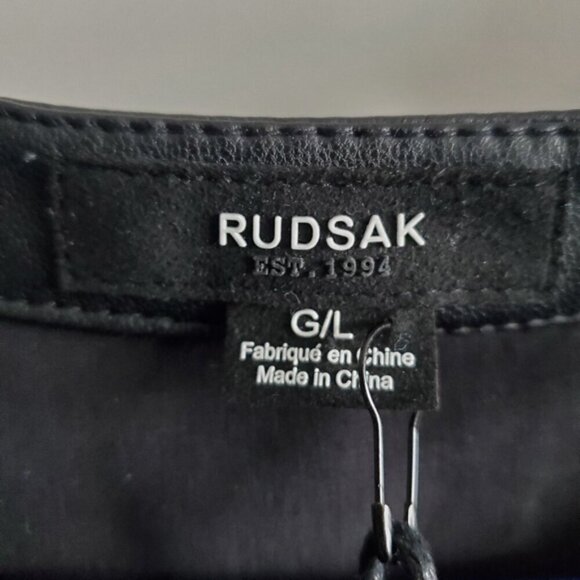 RUDSAK
EST. 1994
G/L
Fabriqué en Chine
Made in China